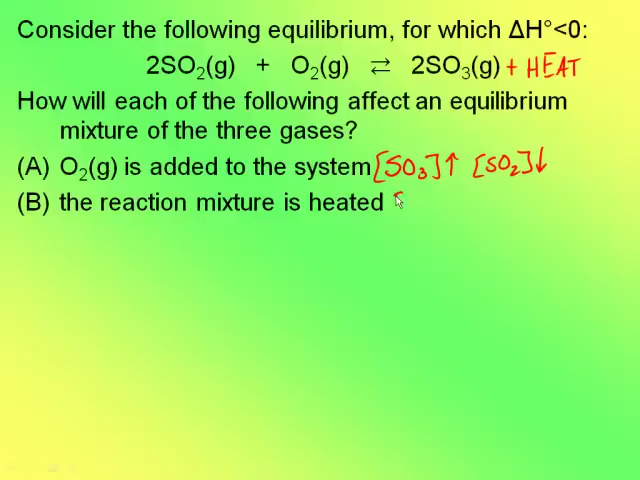 Consider the following equilibrium, for which ΔH°<0:
2SO₂(g) + O₂(g) ⇄ 2SO₃(g) + HEAT
How will each of the following affect an equilibrium
mixture of the three gases?
(A) O₂(g) is added to the system [SO₃]↑ [SO₂]↓
(B) the reaction mixture is heated